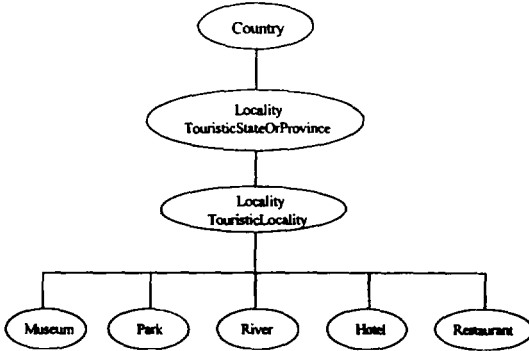 Country
Locality
TouristicStateOrProvince
Locality
TouristicLocality
Museum
Park
River
Hotel
Restaurant